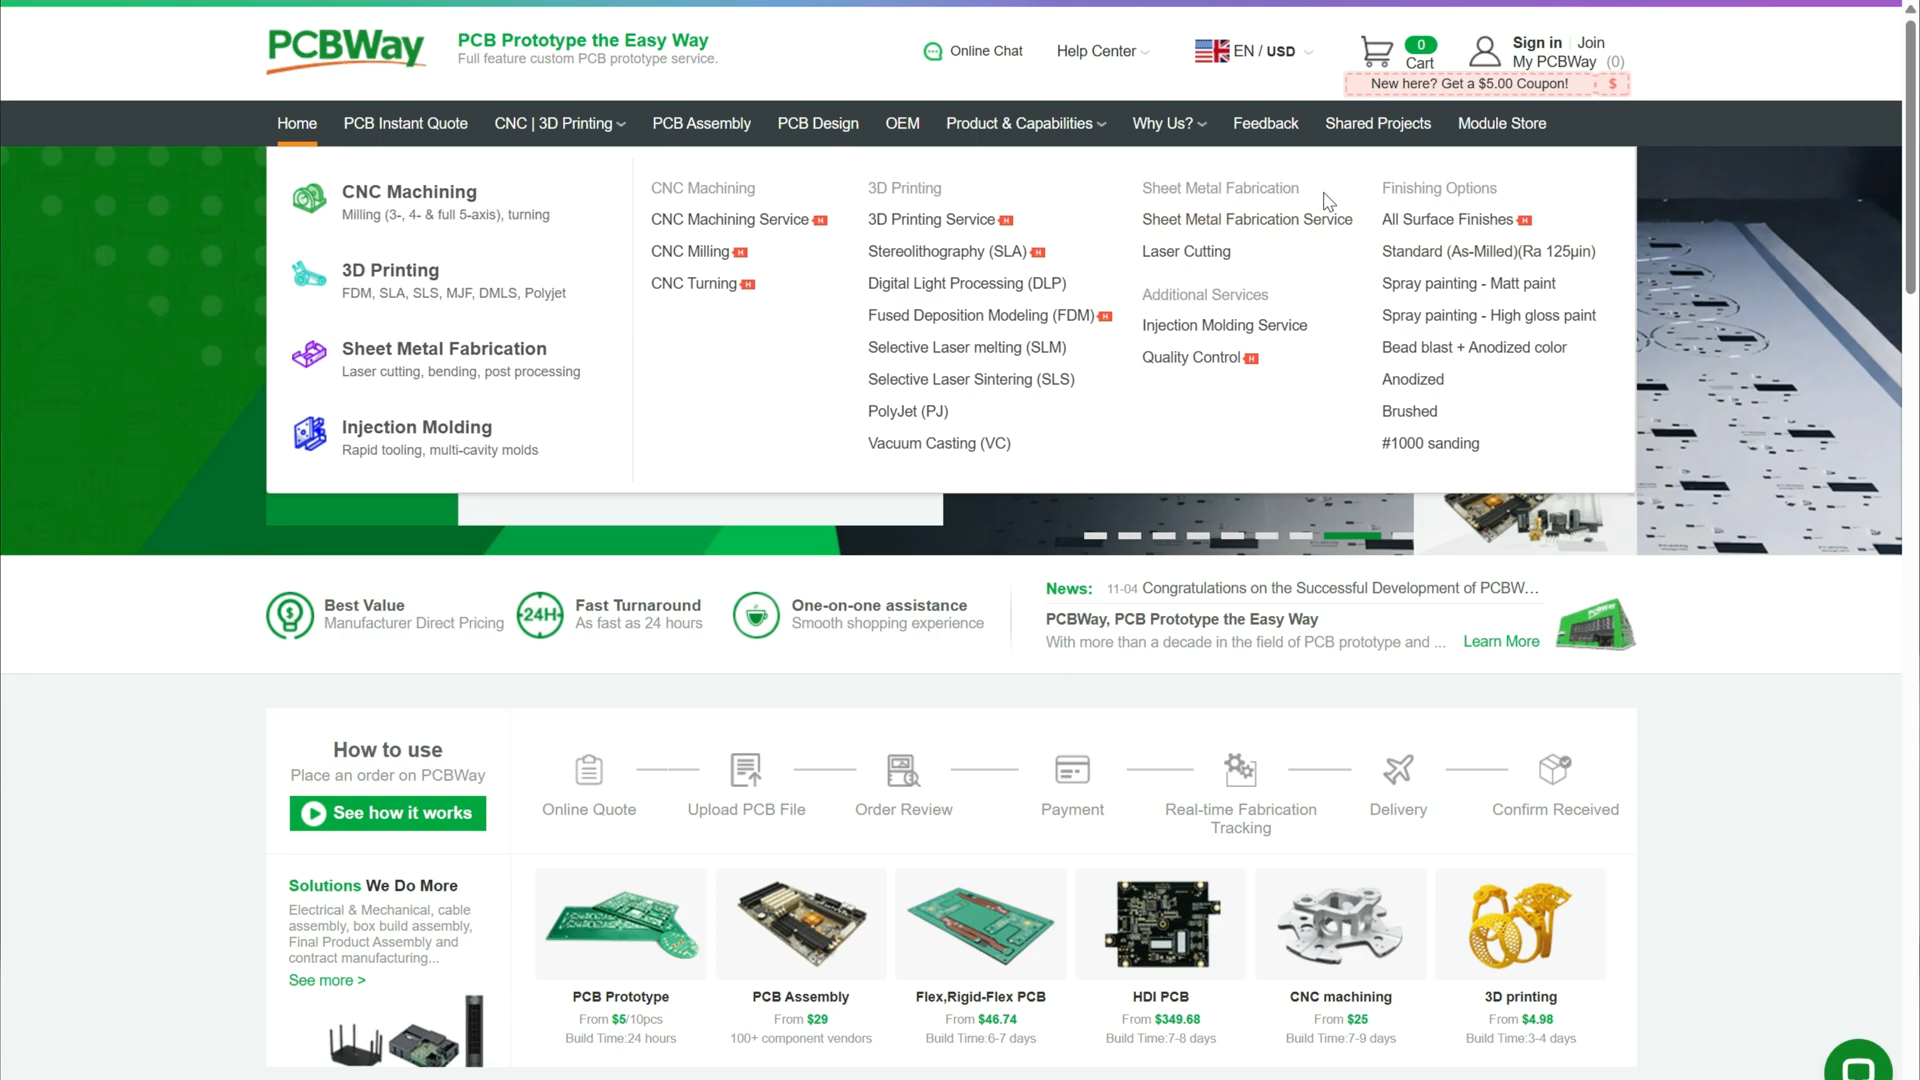 PCBWay
PCB Prototype the Easy Way
Full feature custom PCB prototype service.
Online Chat
Help Center
EN / USD
0
Cart
Sign in | Join
My PCBWay (0)
New here? Get a $5.00 Coupon!
$
Home
PCB Instant Quote
CNC | 3D Printing
PCB Assembly
PCB Design
OEM
Product & Capabilities
Why Us?
Feedback
Shared Projects
Module Store
CNC Machining
Milling (3-, 4- & full 5-axis), turning
3D Printing
FDM, SLA, SLS, MJF, DMLS, Polyjet
Sheet Metal Fabrication
Laser cutting, bending, post processing
Injection Molding
Rapid tooling, multi-cavity molds
CNC Machining
CNC Machining Service H
CNC Milling H
CNC Turning H
3D Printing
3D Printing Service H
Stereolithography (SLA) H
Digital Light Processing (DLP)
Fused Deposition Modeling (FDM) H
Selective Laser melting (SLM)
Selective Laser Sintering (SLS)
PolyJet (PJ)
Vacuum Casting (VC)
Sheet Metal Fabrication
Sheet Metal Fabrication Service
Laser Cutting
Additional Services
Injection Molding Service
Quality Control H
Finishing Options
All Surface Finishes H
Standard (As-Milled)(Ra 125µin)
Spray painting - Matt paint
Spray painting - High gloss paint
Bead blast + Anodized color
Anodized
Brushed
#1000 sanding
Best Value
Manufacturer Direct Pricing
24H
Fast Turnaround
As fast as 24 hours
One-on-one assistance
Smooth shopping experience
News: 11-04 Congratulations on the Successful Development of PCBW...
PCBWay, PCB Prototype the Easy Way
With more than a decade in the field of PCB prototype and ... Learn More
PCBWay
How to use
Place an order on PCBWay
See how it works
Online Quote
Upload PCB File
Order Review
Payment
Real-time Fabrication
Tracking
Delivery
Confirm Received
Solutions We Do More
Electrical & Mechanical, cable
assembly, box build assembly,
Final Product Assembly and
contract manufacturing...
See more >
PCB Prototype
From $5/10pcs
Build Time:24 hours
PCB Assembly
From $29
100+ component vendors
Flex,Rigid-Flex PCB
From $46.74
Build Time:6-7 days
HDI PCB
From $349.68
Build Time:7-8 days
CNC machining
From $25
Build Time:7-9 days
3D printing
From $4.98
Build Time:3-4 days